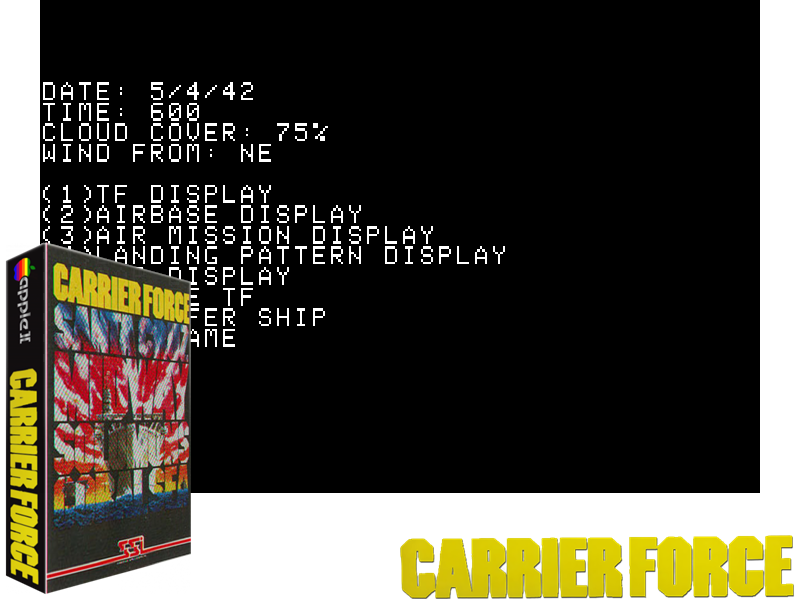 DATE: 5/4/42
TIME: 600
CLOUD COVER: 75%
WIND FROM: NE
(1)TF DISPLAY
(2)AIRBASE DISPLAY
(3)AIR MISSION DISPLAY
LANDING PATTERN DISPLAY
DISPLAY
TF
SHIP
apple II
CARRIER FORCE
CARRIER FORCE
SSI
CARRIER FORCE